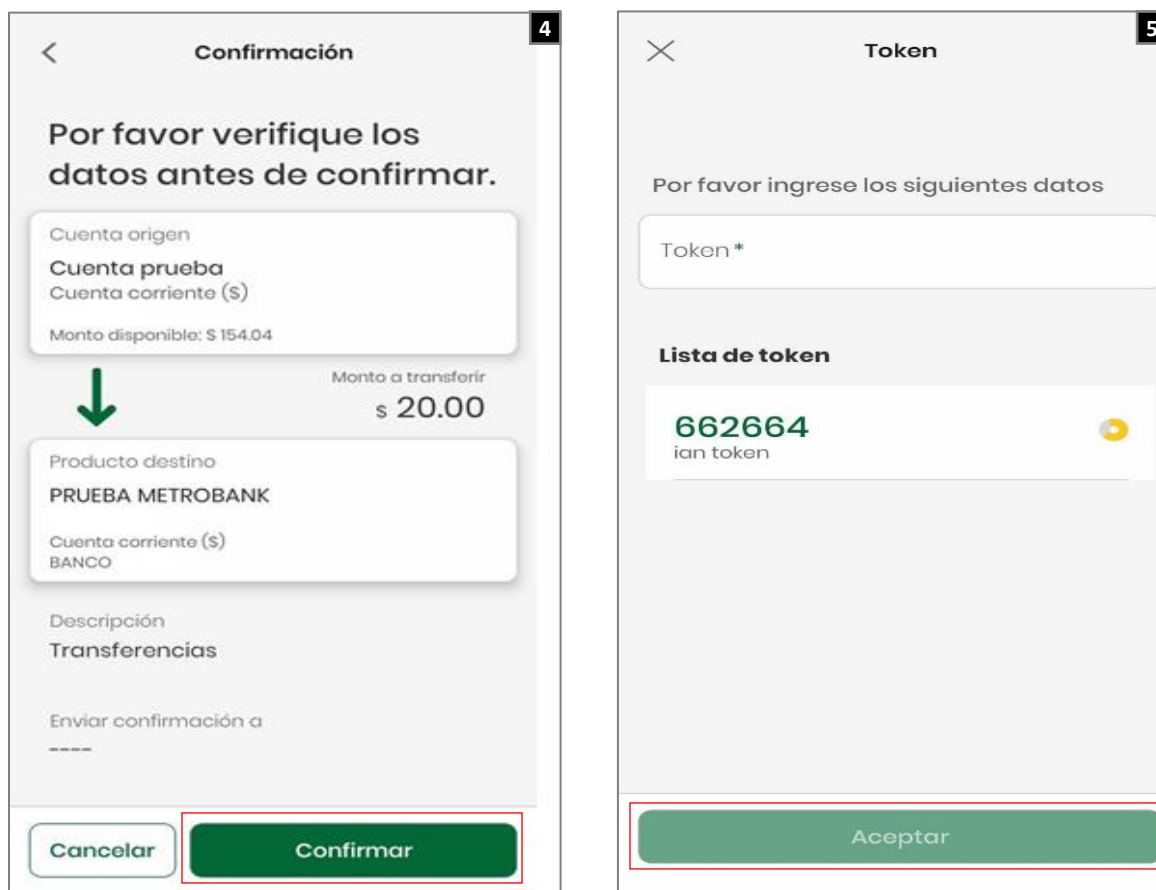 4
Confirmación
Por favor verifique los
datos antes de confirmar.
Cuenta origen
Cuenta prueba
Cuenta corriente ($)
Monto disponible: $ 154.04
Monto a transferir
$ 20.00
Producto destino
PRUEBA METROBANK
Cuenta corriente ($)
BANCO
Descripción
Transferencias
Enviar confirmación a
----
Cancelar
Confirmar
5
Token
Por favor ingrese los siguientes datos
Token*
Lista de token
662664
ian token
Aceptar